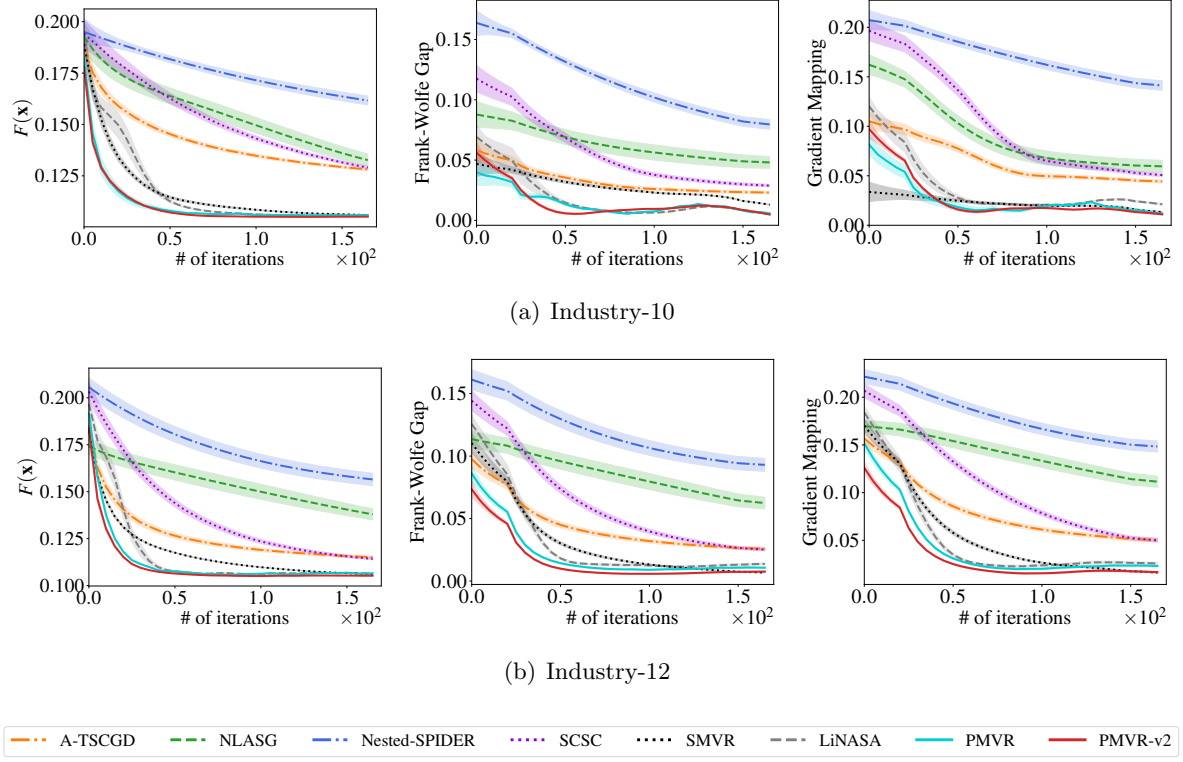 0.200
0.175
0.150
0.125
F(x)
0.0 0.5 1.0 1.5
# of iterations ×10²
0.15
0.10
0.05
0.00
Frank-Wolfe Gap
0.0 0.5 1.0 1.5
# of iterations ×10²
0.20
0.15
0.10
0.05
0.00
Gradient Mapping
0.0 0.5 1.0 1.5
# of iterations ×10²
(a) Industry-10
0.200
0.175
0.150
0.125
0.100
F(x)
0.0 0.5 1.0 1.5
# of iterations ×10²
0.15
0.10
0.05
0.00
Frank-Wolfe Gap
0.0 0.5 1.0 1.5
# of iterations ×10²
0.20
0.15
0.10
0.05
Gradient Mapping
0.0 0.5 1.0 1.5
# of iterations ×10²
(b) Industry-12
A-TSCGD NLASG Nested-SPIDER SCSC SMVR LiNASA PMVR PMVR-v2